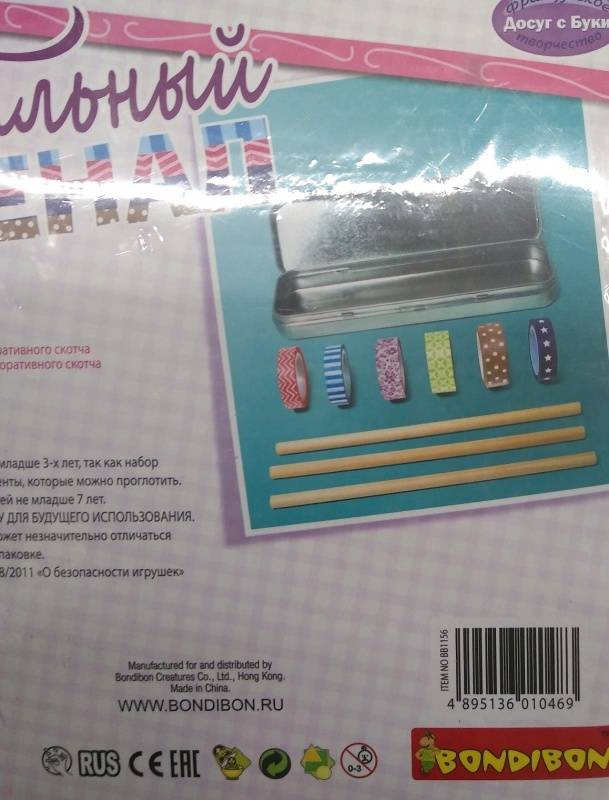 Досуг с Буки
творчество
льный
ЕНАЛ
ративного скотча
оративного скотча
младше 3-х лет, так как набор
енты, которые можно проглотить.
ей не младше 7 лет.
У ДЛЯ БУДУЩЕГО ИСПОЛЬЗОВАНИЯ.
ожет незначительно отличаться
паковке.
8/2011 «О безопасности игрушек»
Manufactured for and distributed by
Bondibon Creatures Co., Ltd., Hong Kong.
Made in China.
WWW.BONDIBON.RU
ITEM NO BB1156
4 895136 010469
RUS CE EAC 0-3
BONDIBON